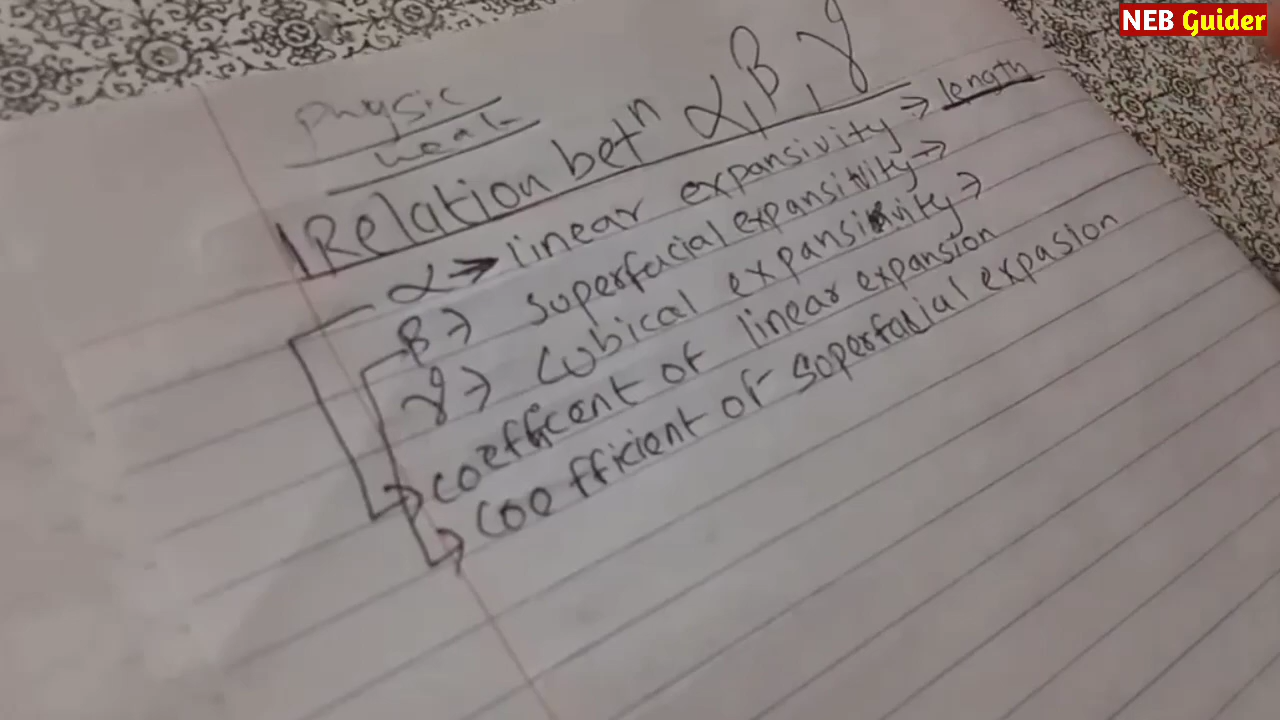 NEB Guider
Physic
Heat
Relation betⁿ α, β, γ
α → linear expansivity → length
β → superfacial expansitvity →
γ → cubical expansivity →
coefficent of linear expansion
coefficient of superfacial expasion